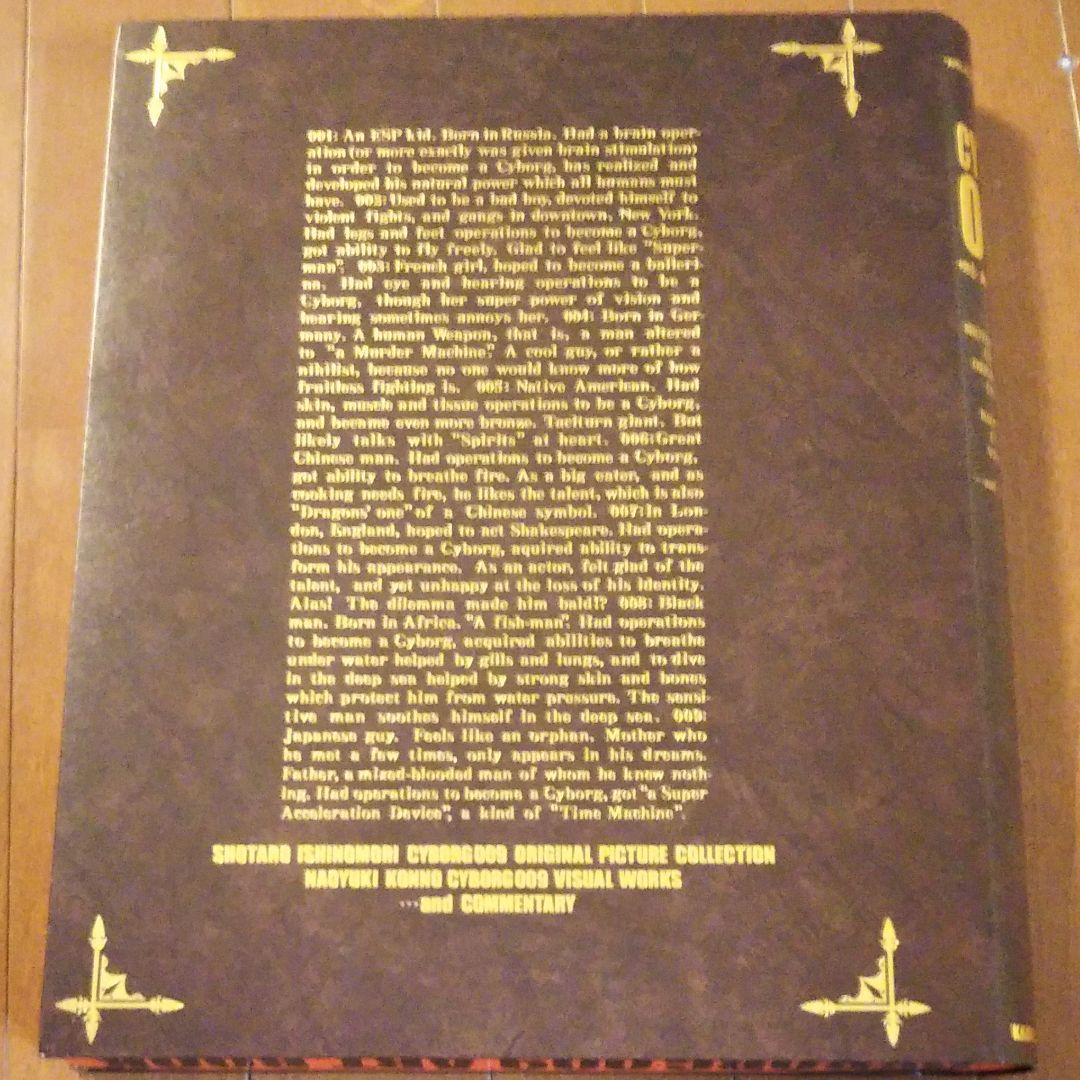 001: An ESP kid. Born in Russia. Had a brain oper-
ation (or more exactly was given brain stimulation)
in order to become a Cyborg, has realized and
developed his natural power which all humans must
have. 002: Used to be a bad boy, devoted himself to
violent fights, and gangs in downtown, New York.
Had legs and feet operations to become a Cyborg,
got ability to fly freely. Glad to feel like "Super-
man". 003: French girl, hoped to become a balleri-
na. Had eye and hearing operations to be a
Cyborg, though her super power of vision and
hearing sometimes annoys her. 004: Born in Ger-
many. A human Weapon, that is, a man altered
to "a Murder Machine". A cool guy, or rather a
nihilist, because no one would know more of how
fruitless fighting is. 005: Native American. Had
skin, muscle and tissue operations to be a Cyborg,
and became even more bronze. Taciturn giant. But
likely talks with "Spirits" at heart. 006: Great
Chinese man. Had operations to become a Cyborg,
got ability to breathe fire. As a big eater, and as
cooking needs fire, he likes the talent, which is also
"Dragons' one" of a Chinese symbol. 007: In Lon-
don, England, hoped to act Shakespeare. Had opera-
tions to become a Cyborg, aquired ability to trans-
form his appearance. As an actor, felt glad of the
talent, and yet unhappy at the loss of his identity.
Alas! The dilemma made him bald!? 008: Black
man. Born in Africa. "A fish-man". Had operations
to become a Cyborg, acquired abilities to breathe
under water helped by gills and lungs, and to dive
in the deep sea helped by strong skin and bones
which protect him from water pressure. The sensi-
tive man soothes himself in the deep sea. 009:
Japanese guy. Feels like an orphan. Mother who
he met a few times, only appears in his dreams.
Father, a mixed-blooded man of whom he knew noth-
ing. Had operations to become a Cyborg, got "a Super
Acceleration Device", a kind of "Time Machine".
SHOTARO ISHINOMORI CYBORG009 ORIGINAL PICTURE COLLECTION
NAOYUKI KONNO CYBORG009 VISUAL WORKS
…and COMMENTARY